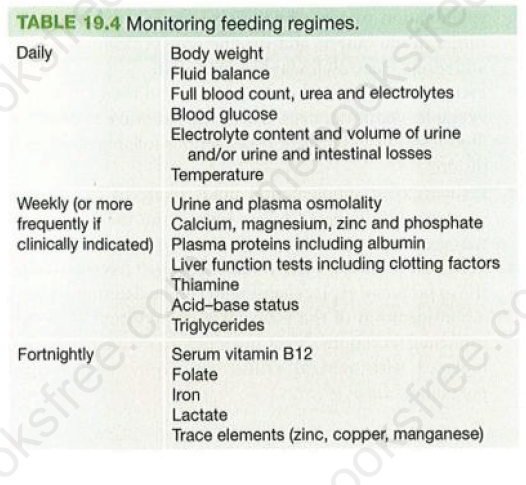 TABLE 19.4 Monitoring feeding regimes.
Daily
Body weight
Fluid balance
Full blood count, urea and electrolytes
Blood glucose
Electrolyte content and volume of urine
and/or urine and intestinal losses
Temperature
Weekly (or more
frequently if
clinically indicated)
Urine and plasma osmolality
Calcium, magnesium, zinc and phosphate
Plasma proteins including albumin
Liver function tests including clotting factors
Thiamine
Acid–base status
Triglycerides
Fortnightly
Serum vitamin B12
Folate
Iron
Lactate
Trace elements (zinc, copper, manganese)